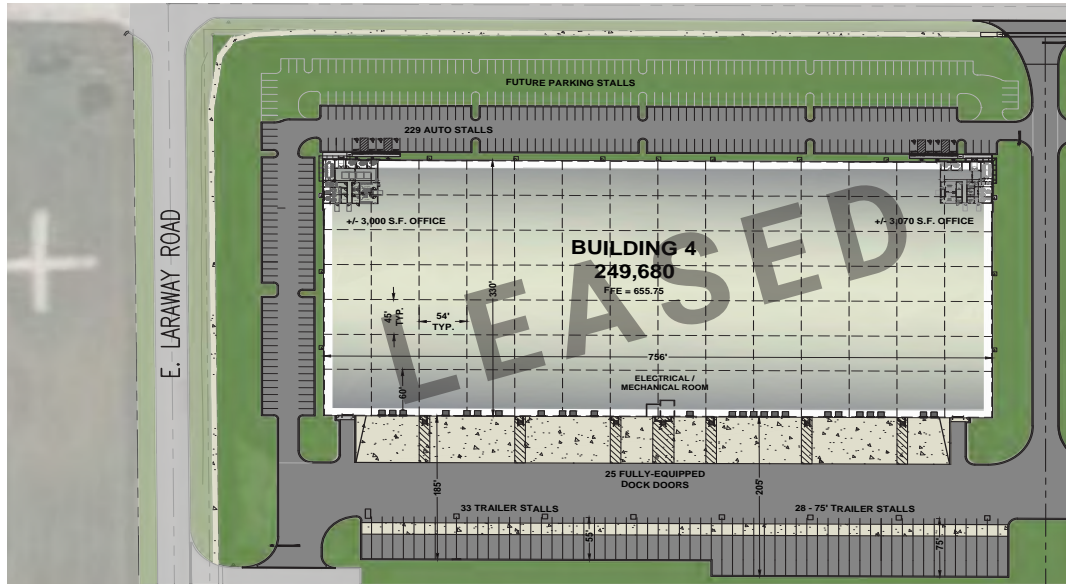 FUTURE PARKING STALLS
229 AUTO STALLS
E. LARAWAY ROAD
+/- 3,000 S.F. OFFICE
+/- 3,070 S.F. OFFICE
BUILDING 4
249,680
FFE = 655.75
LEASED
330'
45'
TYP.
54'
TYP.
756'
60'
ELECTRICAL /
MECHANICAL ROOM
25 FULLY-EQUIPPED
DOCK DOORS
185'
205'
33 TRAILER STALLS
28 - 75' TRAILER STALLS
55'
75'